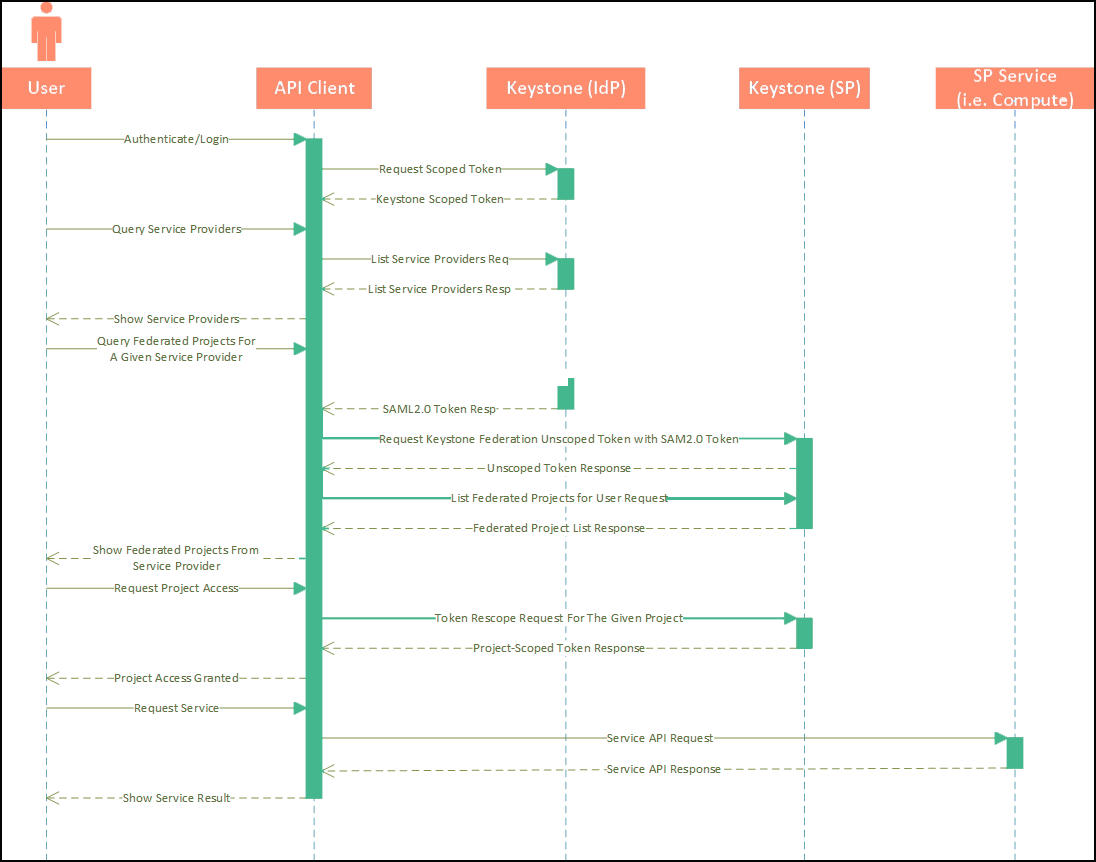 User
API Client
Keystone (IdP)
Keystone (SP)
SP Service
(i.e. Compute)
Authenticate/Login
Request Scoped Token
Keystone Scoped Token
Query Service Providers
List Service Providers Req
List Service Providers Resp
Show Service Providers
Query Federated Projects For
A Given Service Provider
SAML2.0 Token Resp
Request Keystone Federation Unscoped Token with SAM2.0 Token
Unscoped Token Response
List Federated Projects for User Request
Federated Project List Response
Show Federated Projects From
Service Provider
Request Project Access
Token Rescope Request For The Given Project
Project-Scoped Token Response
Project Access Granted
Request Service
Service API Request
Service API Response
Show Service Result